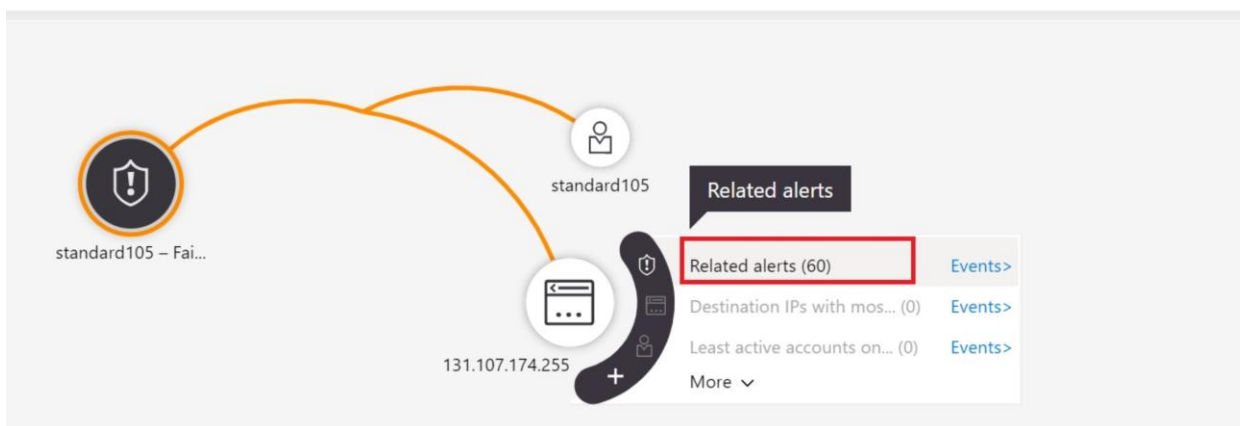 standard105
Related alerts
standard105 – Fai...
Related alerts (60) Events>
Destination IPs with mos... (0) Events>
Least active accounts on... (0) Events>
131.107.174.255
More